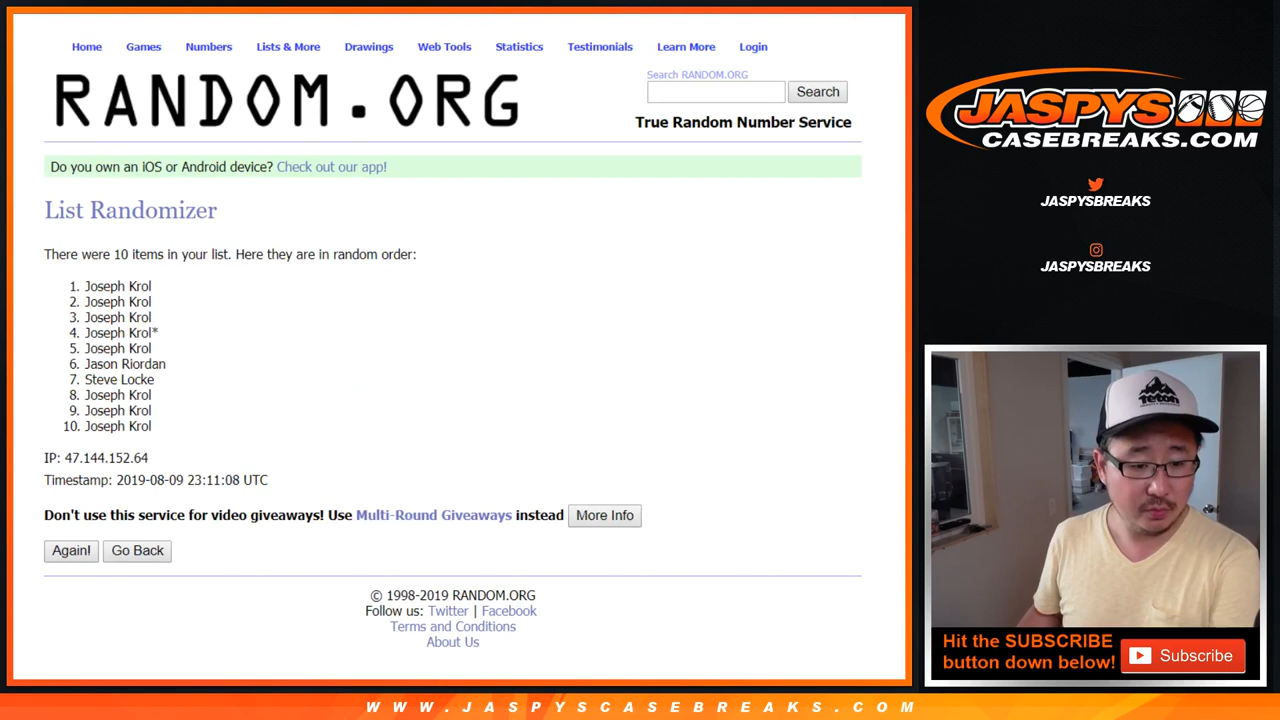 Home Games Numbers Lists & More Drawings Web Tools Statistics Testimonials Learn More Login
RANDOM.ORG
Search RANDOM.ORG
Search
True Random Number Service
Do you own an iOS or Android device? Check out our app!
List Randomizer
There were 10 items in your list. Here they are in random order:
1. Joseph Krol
2. Joseph Krol
3. Joseph Krol
4. Joseph Krol*
5. Joseph Krol
6. Jason Riordan
7. Steve Locke
8. Joseph Krol
9. Joseph Krol
10. Joseph Krol
IP: 47.144.152.64
Timestamp: 2019-08-09 23:11:08 UTC
Don't use this service for video giveaways! Use Multi-Round Giveaways instead More Info
Again! Go Back
© 1998-2019 RANDOM.ORG
Follow us: Twitter | Facebook
Terms and Conditions
About Us
JASPYS
CASEBREAKS.COM
JASPYSBREAKS
JASPYSBREAKS
Teton
Hit the SUBSCRIBE
button down below!
Subscribe
WWW.JASPYSCASEBREAKS.COM